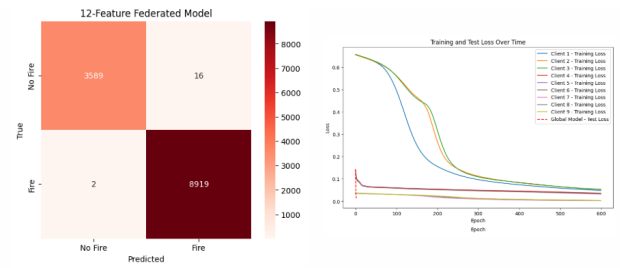 12-Feature Federated Model
No Fire
Fire
True
3589
16
2
8919
No Fire
Fire
Predicted
8000
7000
6000
5000
4000
3000
2000
1000
Training and Test Loss Over Time
Loss
0.6
0.5
0.4
0.3
0.2
0.1
0.0
0
100
200
300
400
500
600
Epoch
Epoch
Client 1 - Training Loss
Client 2 - Training Loss
Client 3 - Training Loss
Client 4 - Training Loss
Client 5 - Training Loss
Client 6 - Training Loss
Client 7 - Training Loss
Client 8 - Training Loss
Client 9 - Training Loss
Global Model - Test Loss